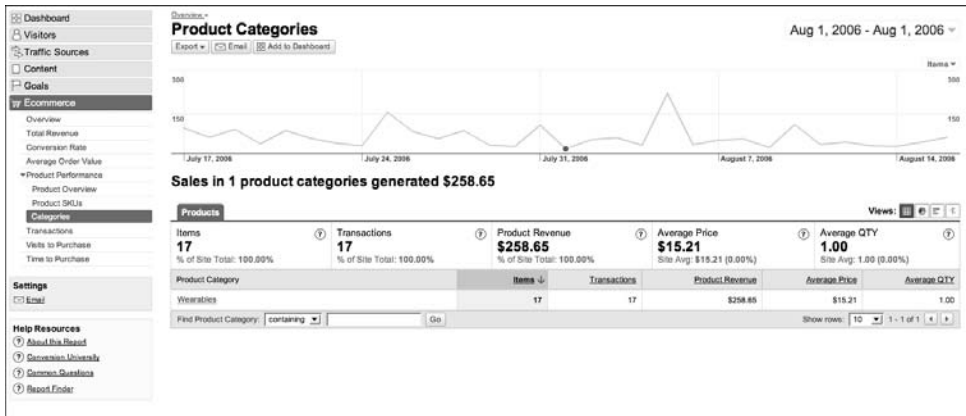 Dashboard
Visitors
Traffic Sources
Content
Goals
Ecommerce
Overview
Total Revenue
Conversion Rate
Average Order Value
Product Performance
Product Overview
Product SKUs
Categories
Transactions
Visits to Purchase
Time to Purchase
Settings
Email
Help Resources
About this Report
Conversion University
Common Questions
Report Finder
Overview
Product Categories
Aug 1, 2006 - Aug 1, 2006
Export Email Add to Dashboard
Items
300 300
150 150
July 17, 2006 July 24, 2006 July 31, 2006 August 7, 2006 August 14, 2006
Sales in 1 product categories generated $258.65
Products Views:
Items ? Transactions ? Product Revenue ? Average Price ? Average QTY ?
17 17 $258.65 $15.21 1.00
% of Site Total: 100.00% % of Site Total: 100.00% % of Site Total: 100.00% Site Avg: $15.21 (0.00%) Site Avg: 1.00 (0.00%)
Product Category Items ↓ Transactions Product Revenue Average Price Average QTY
Wearables 17 17 $258.65 $15.21 1.00
Find Product Category: containing Go Show rows: 10 1 - 1 of 1